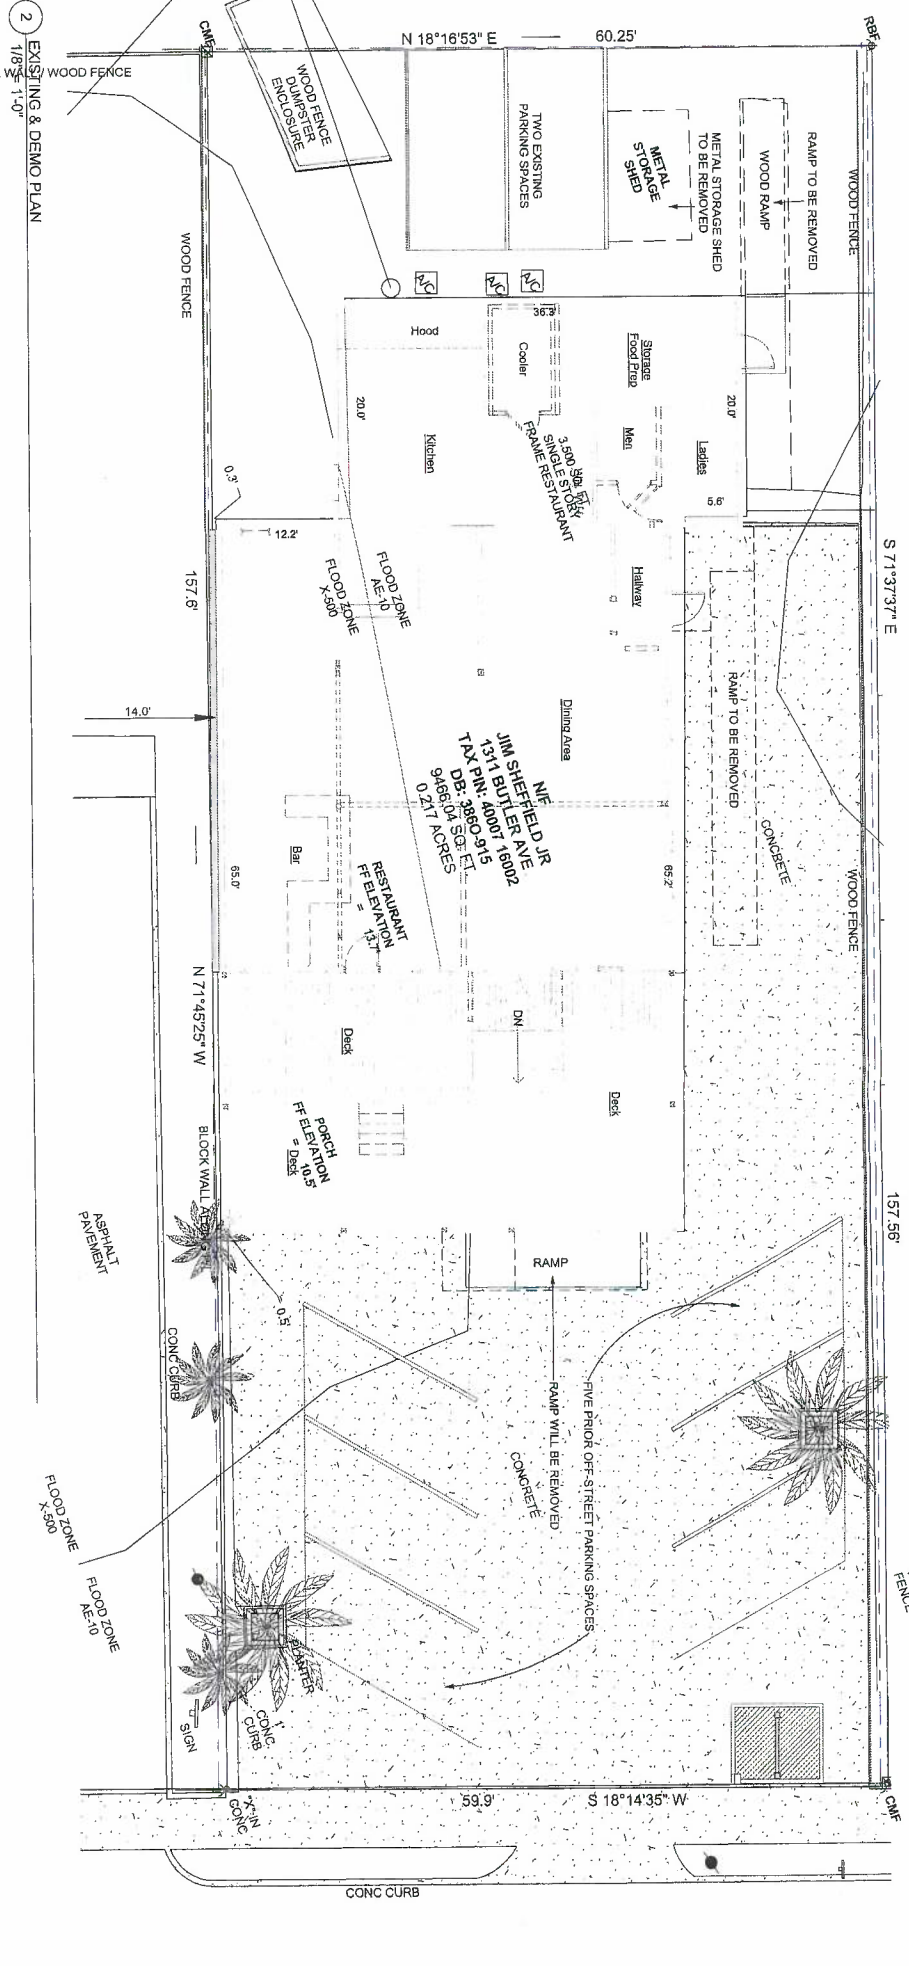 2
EXISTING & DEMO PLAN
1/8" = 1'-0"
WALL / WOOD FENCE
CMF
N 18°16'53" E
60.25'
RBF
WOOD FENCE
DUMPSTER
ENCLOSURE
TWO EXISTING
PARKING SPACES
METAL
STORAGE
SHED
METAL STORAGE SHED
TO BE REMOVED
WOOD RAMP
RAMP TO BE REMOVED
WOOD FENCE
WOOD FENCE
A/C
A/C
A/C
Hood
36.3'
Cooler
Storage
Food Prep
20.0'
20.0'
Kitchen
Men
Ladies
SINGLE STORY
FRAME RESTAURANT
5.6'
0.3'
12.2'
157.6'
FLOOD ZONE
AE-10
FLOOD ZONE
X-500
Hallway
S 71°37'37" E
14.0'
Dining Area
RAMP TO BE REMOVED
N/F
JIM SHEFFIELD JR
1311 BUTLER AVE
TAX PIN: 40007 16002
DB: 386O-915
9466.04 SQ. FT
0.217 ACRES
CONCRETE
WOOD FENCE
Bar
65.0'
65.2'
RESTAURANT
FF ELEVATION
= 13.7'
N 71°45'25" W
DN
Deck
Deck
PORCH
FF ELEVATION
= 10.5'
Deck
BLOCK WALL
157.56'
ASPHALT
PAVEMENT
RAMP
0.5'
CONC CURB
RAMP WILL BE REMOVED
FIVE PRIOR OFF-STREET PARKING SPACES
CONCRETE
FLOOD ZONE
X-500
FLOOD ZONE
AE-10
FENCE
PLANTER
1'
CONC.
CURB
SIGN
"X"-IN
CONC
59.9'
S 18°14'35" W
CMF
CONC CURB